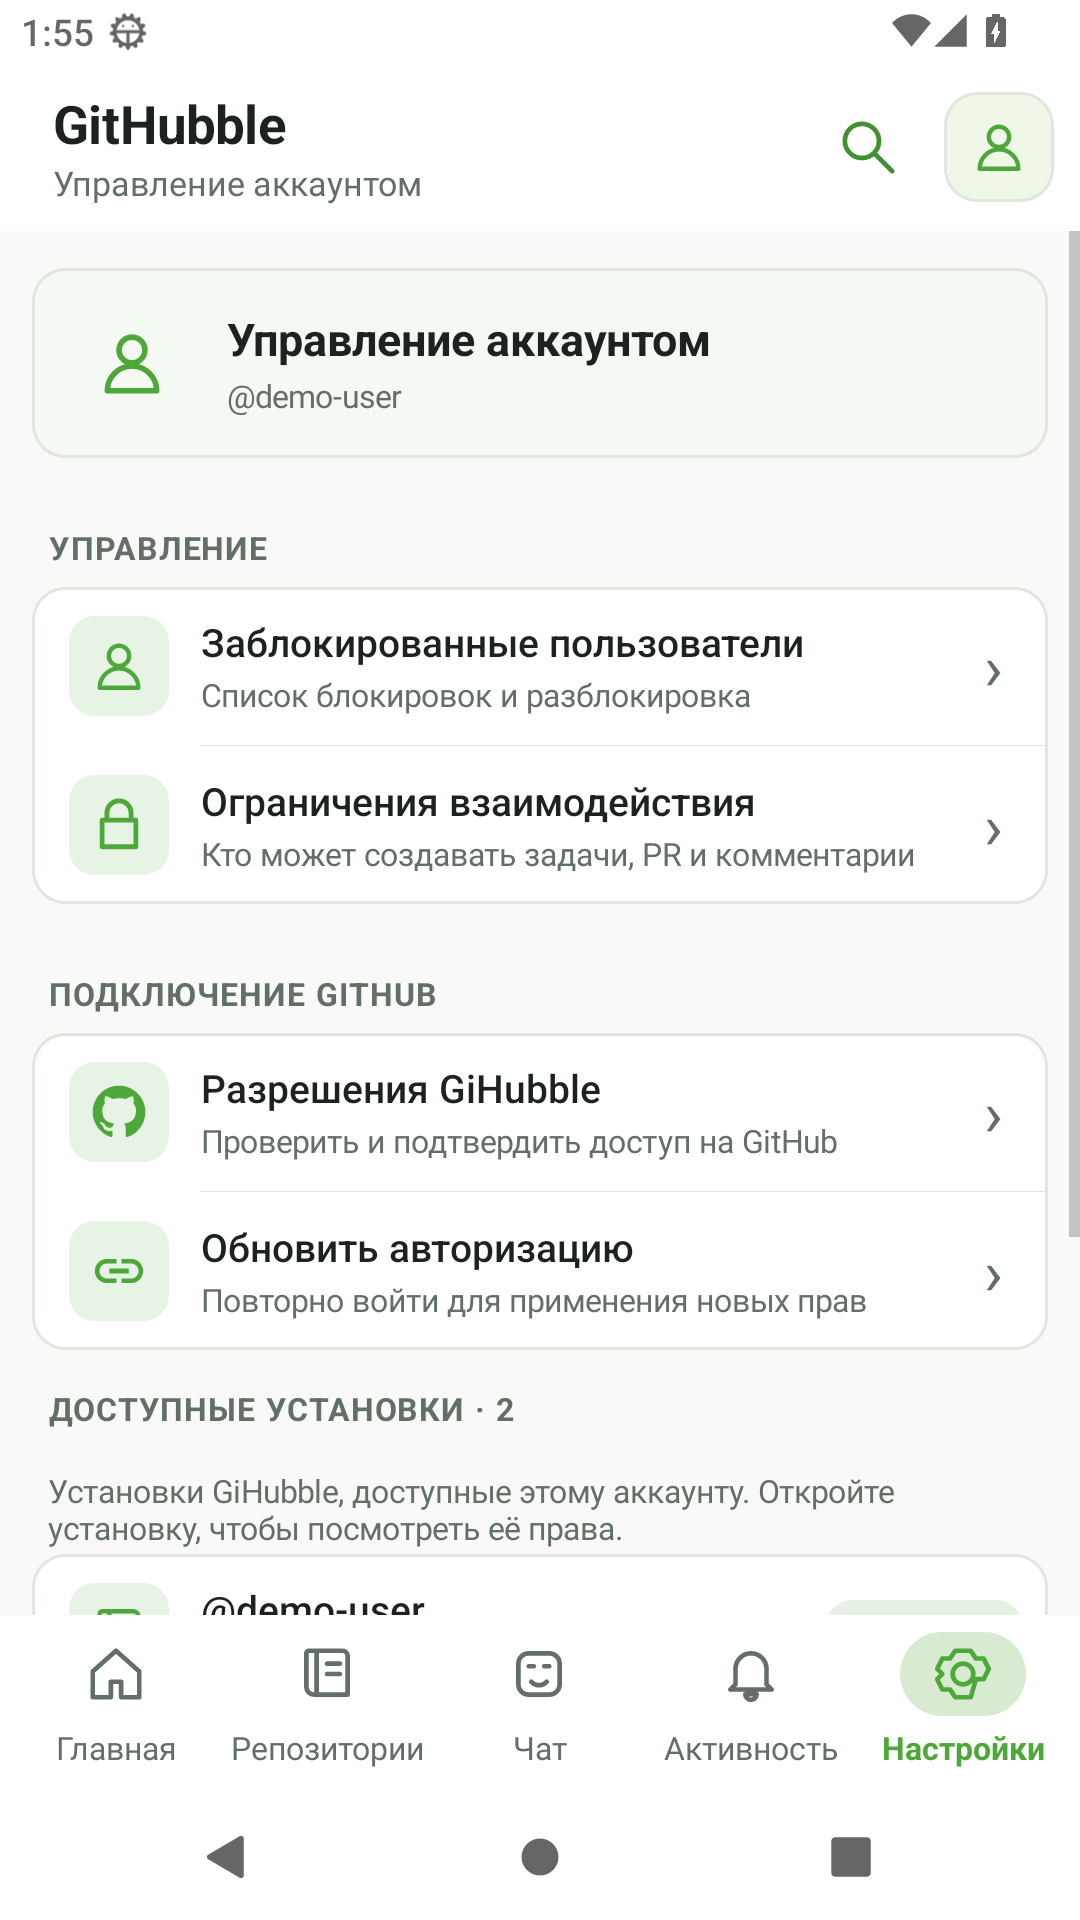 1:55
GitHubble
Управление аккаунтом
Управление аккаунтом
@demo-user
УПРАВЛЕНИЕ
Заблокированные пользователи
Список блокировок и разблокировка
Ограничения взаимодействия
Кто может создавать задачи, PR и комментарии
ПОДКЛЮЧЕНИЕ GITHUB
Разрешения GiHubble
Проверить и подтвердить доступ на GitHub
Обновить авторизацию
Повторно войти для применения новых прав
ДОСТУПНЫЕ УСТАНОВКИ · 2
Установки GiHubble, доступные этому аккаунту. Откройте
установку, чтобы посмотреть её права.
@demo-user
Главная
Репозитории
Чат
Активность
Настройки